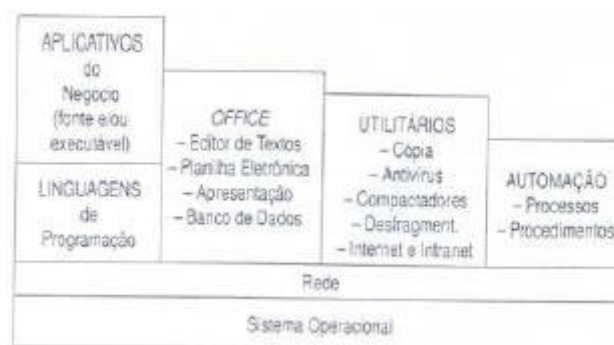 APLICATIVOS
do
Negócio
(fonte e/ou
executável)
LINGUAGENS
de
Programação
OFFICE
– Editor de Textos
– Planilha Eletrônica
– Apresentação
– Banco de Dados
UTILITÁRIOS
– Cópia
– Antivírus
– Compactadores
– Desfragment.
– Internet e Intranet
AUTOMAÇÃO
– Processos
– Procedimentos
Rede
Sistema Operacional